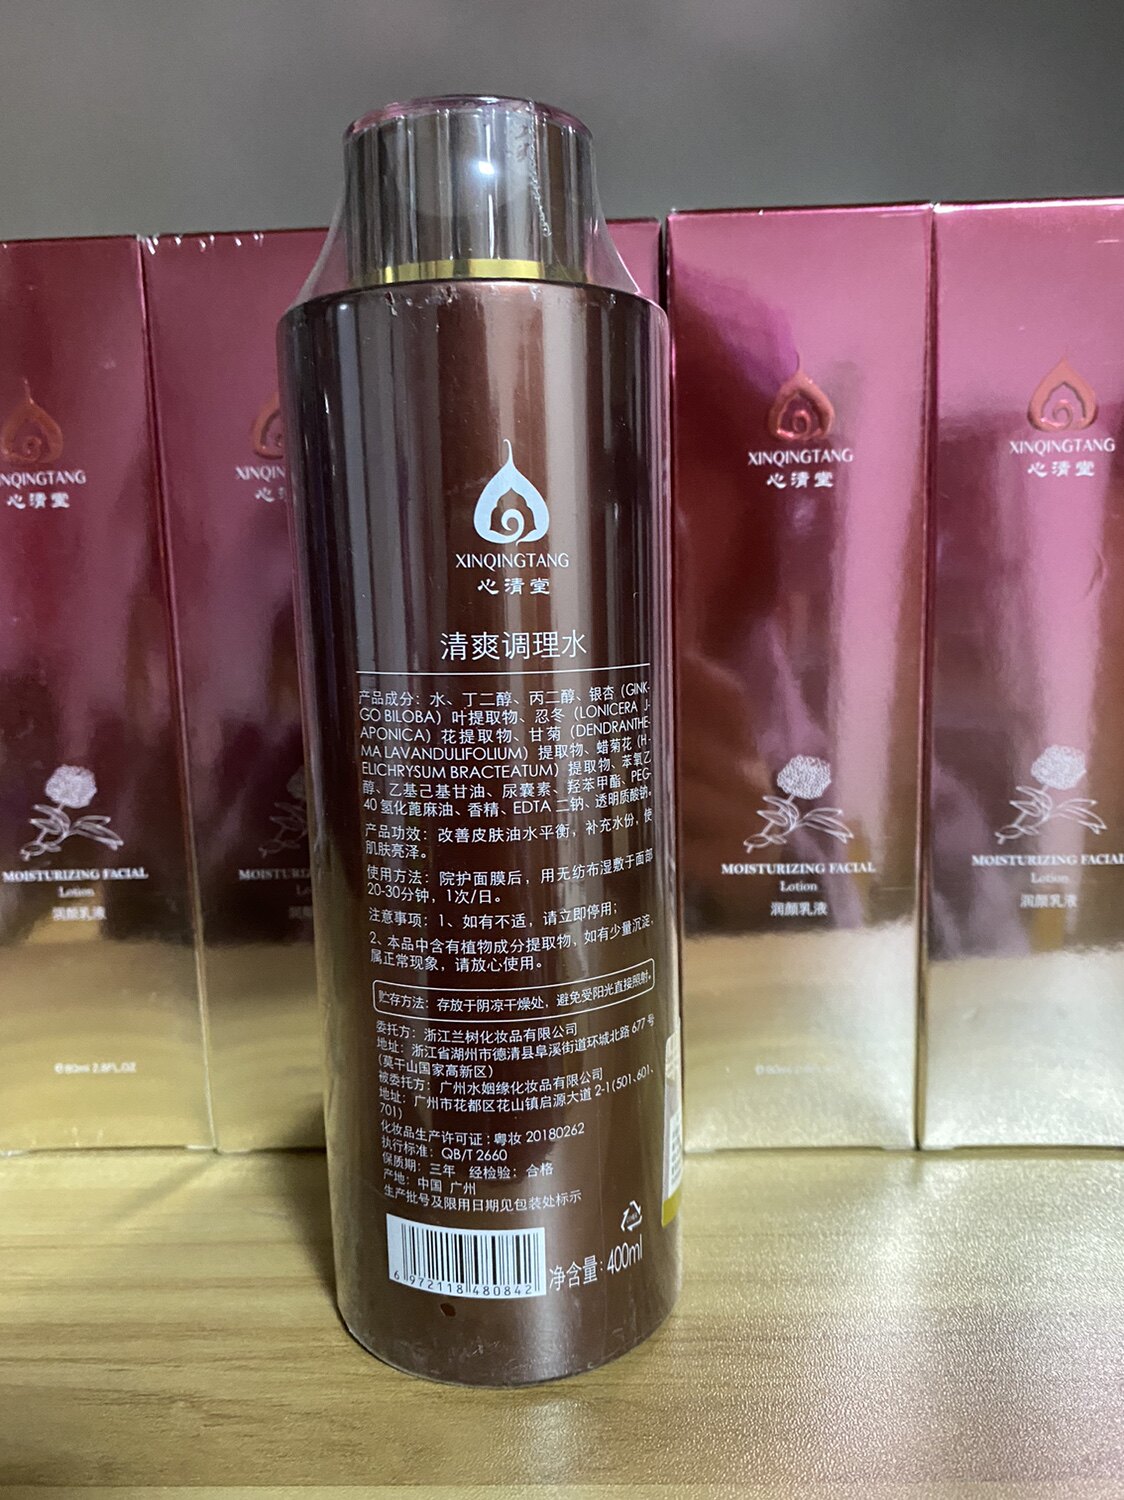 XINQINGTANG
心清堂
清爽调理水
产品成分：水、丁二醇、丙二醇、银杏（GINK-
GO BILOBA）叶提取物、忍冬（LONICERA J-
APONICA）花提取物、甘菊（DENDRANTHE-
MA LAVANDULIFOLIUM）提取物、蜡菊花（H-
ELICHRYSUM BRACTEATUM）提取物、苯氧乙
醇、乙基己基甘油、尿囊素、羟苯甲酯、PEG-
40 氢化蓖麻油、香精、EDTA 二钠、透明质酸钠。
产品功效：改善皮肤油水平衡，补充水份，使
肌肤亮泽。
使用方法：院护面膜后，用无纺布湿敷于面部
20-30分钟，1次/日。
注意事项：1、如有不适，请立即停用；
2、本品中含有植物成分提取物，如有少量沉淀，
属正常现象，请放心使用。
贮存方法：存放于阴凉干燥处，避免受阳光直接照射。
委托方：浙江兰树化妆品有限公司
地址：浙江省湖州市德清县阜溪街道环城北路 677 号
(莫干山国家高新区)
被委托方：广州水姻缘化妆品有限公司
地址：广州市花都区花山镇启源大道 2-1(501、601、
701)
化妆品生产许可证：粤妆 20180262
执行标准：QB/T 2660
保质期：三年 经检验：合格
产地：中国 广州
生产批号及限用日期见包装处标示
6 972118 480842
净含量：400ml
NQINGTANG
心清堂
MOISTURIZING FACIAL
Lotion
润颜乳液
XINQING
心清
MOISTURIZ
XINQINGTANG
心清堂
MOISTURIZING FACIAL
Lotion
润颜乳液
XINQINGTANG
心清堂
MOISTURIZING FACIAL
Lotion
润颜乳液